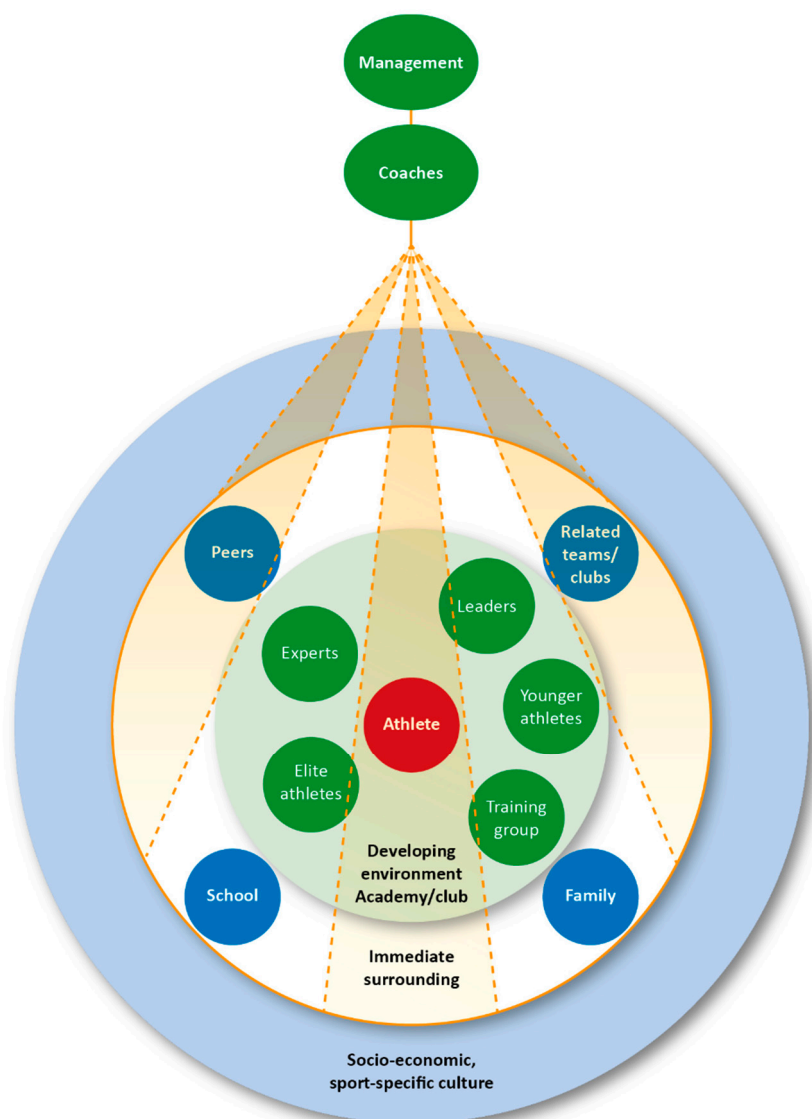 Management
Coaches
Peers
Related
teams/
clubs
Leaders
Experts
Younger
athletes
Athlete
Elite
athletes
Training
group
Developing
environment
Academy/club
School
Family
Immediate
surrounding
Socio-economic,
sport-specific culture